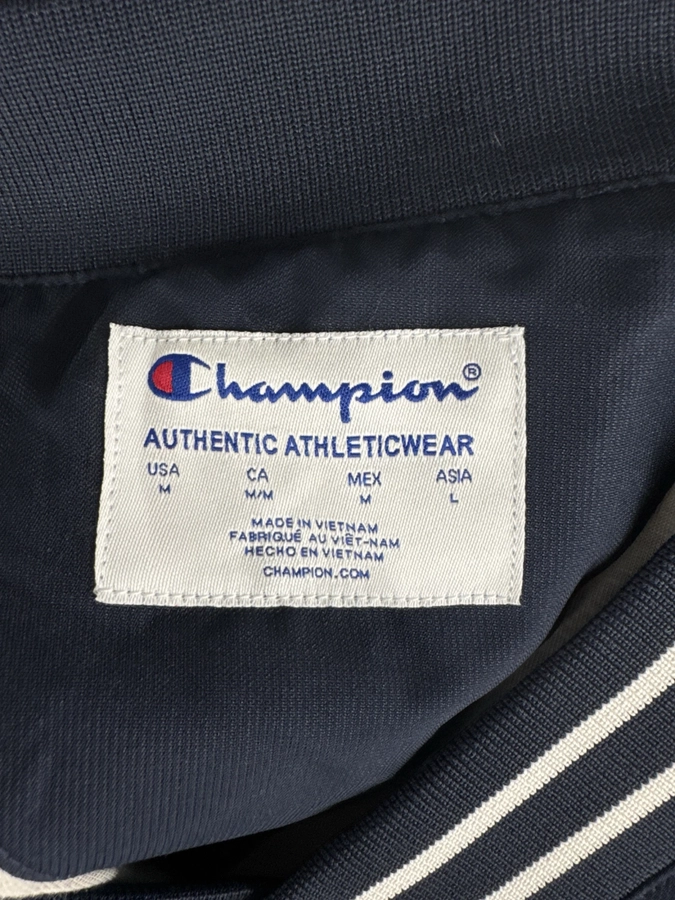 Champion®
AUTHENTIC ATHLETICWEAR
USA CA MEX ASIA
M M/M M L
MADE IN VIETNAM
FABRIQUÉ AU VIÊT-NAM
HECHO EN VIETNAM
CHAMPION.COM